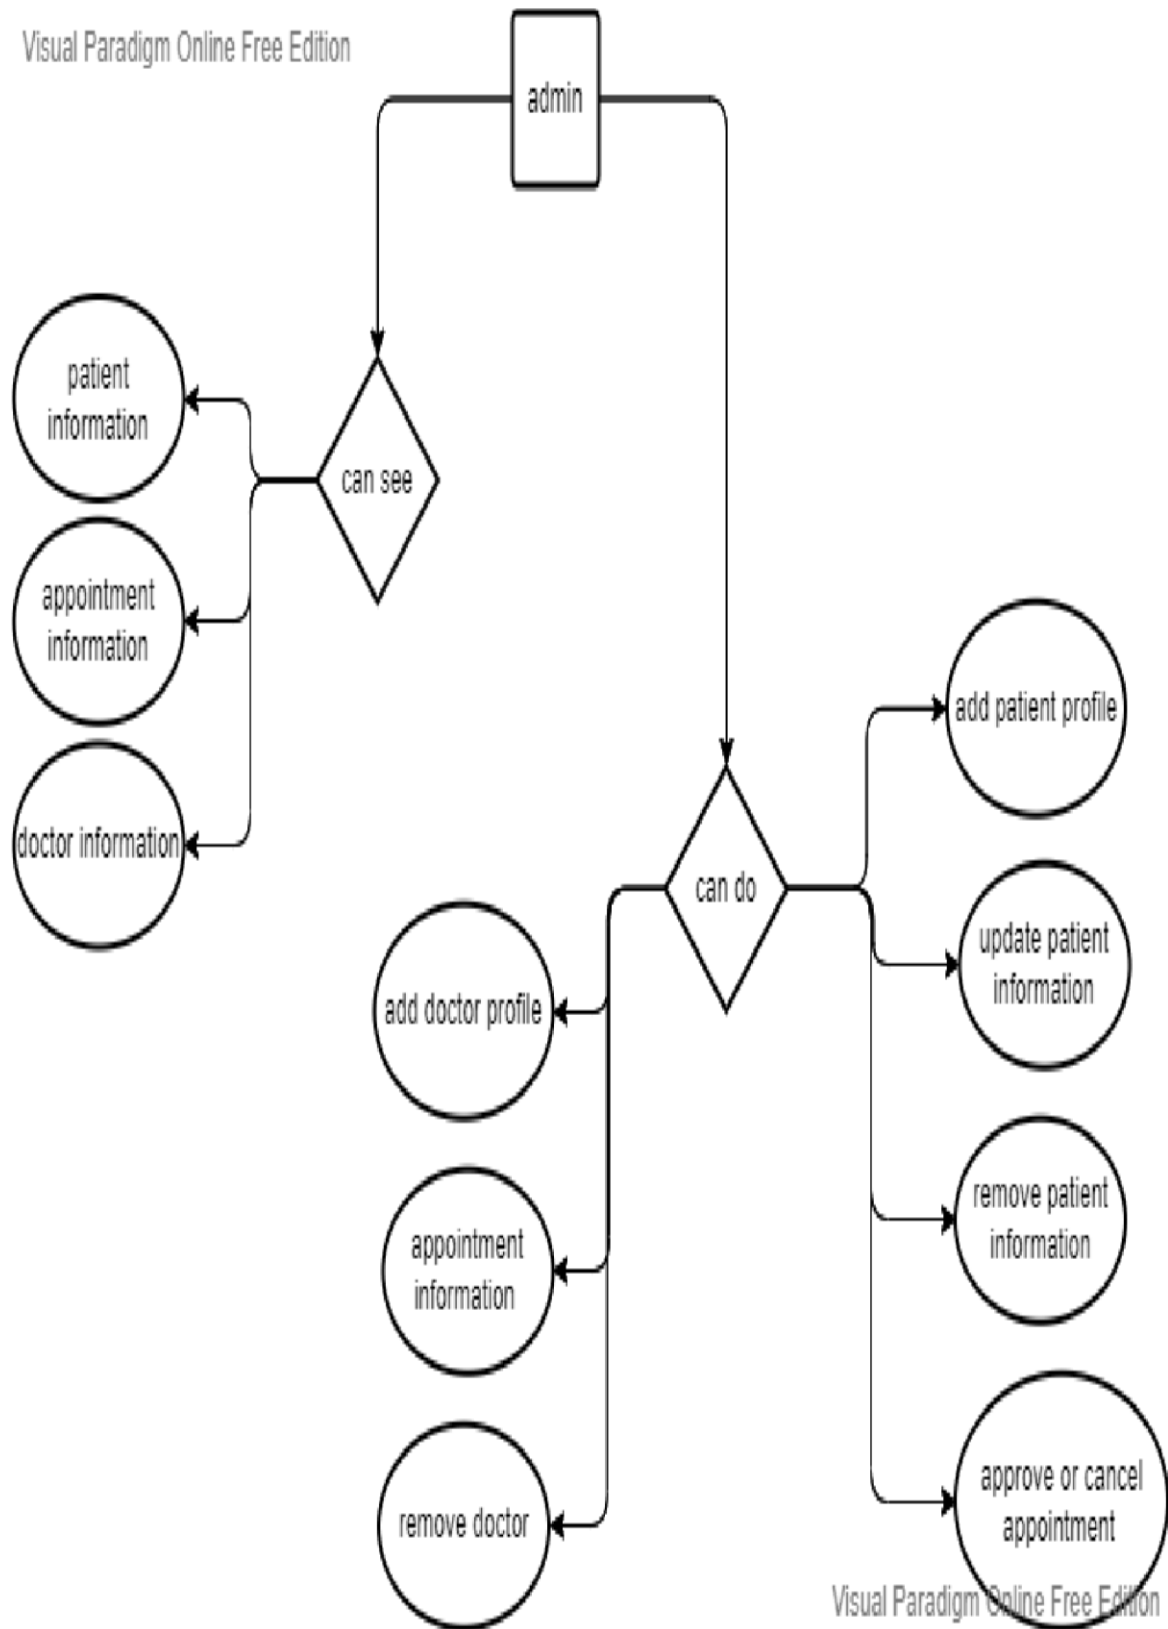 Visual Paradigm Online Free Edition
admin
patient
information
can see
appointment
information
doctor information
add patient profile
can do
update patient
information
add doctor profile
remove patient
information
appointment
information
approve or cancel
appointment
remove doctor
Visual Paradigm Online Free Edition